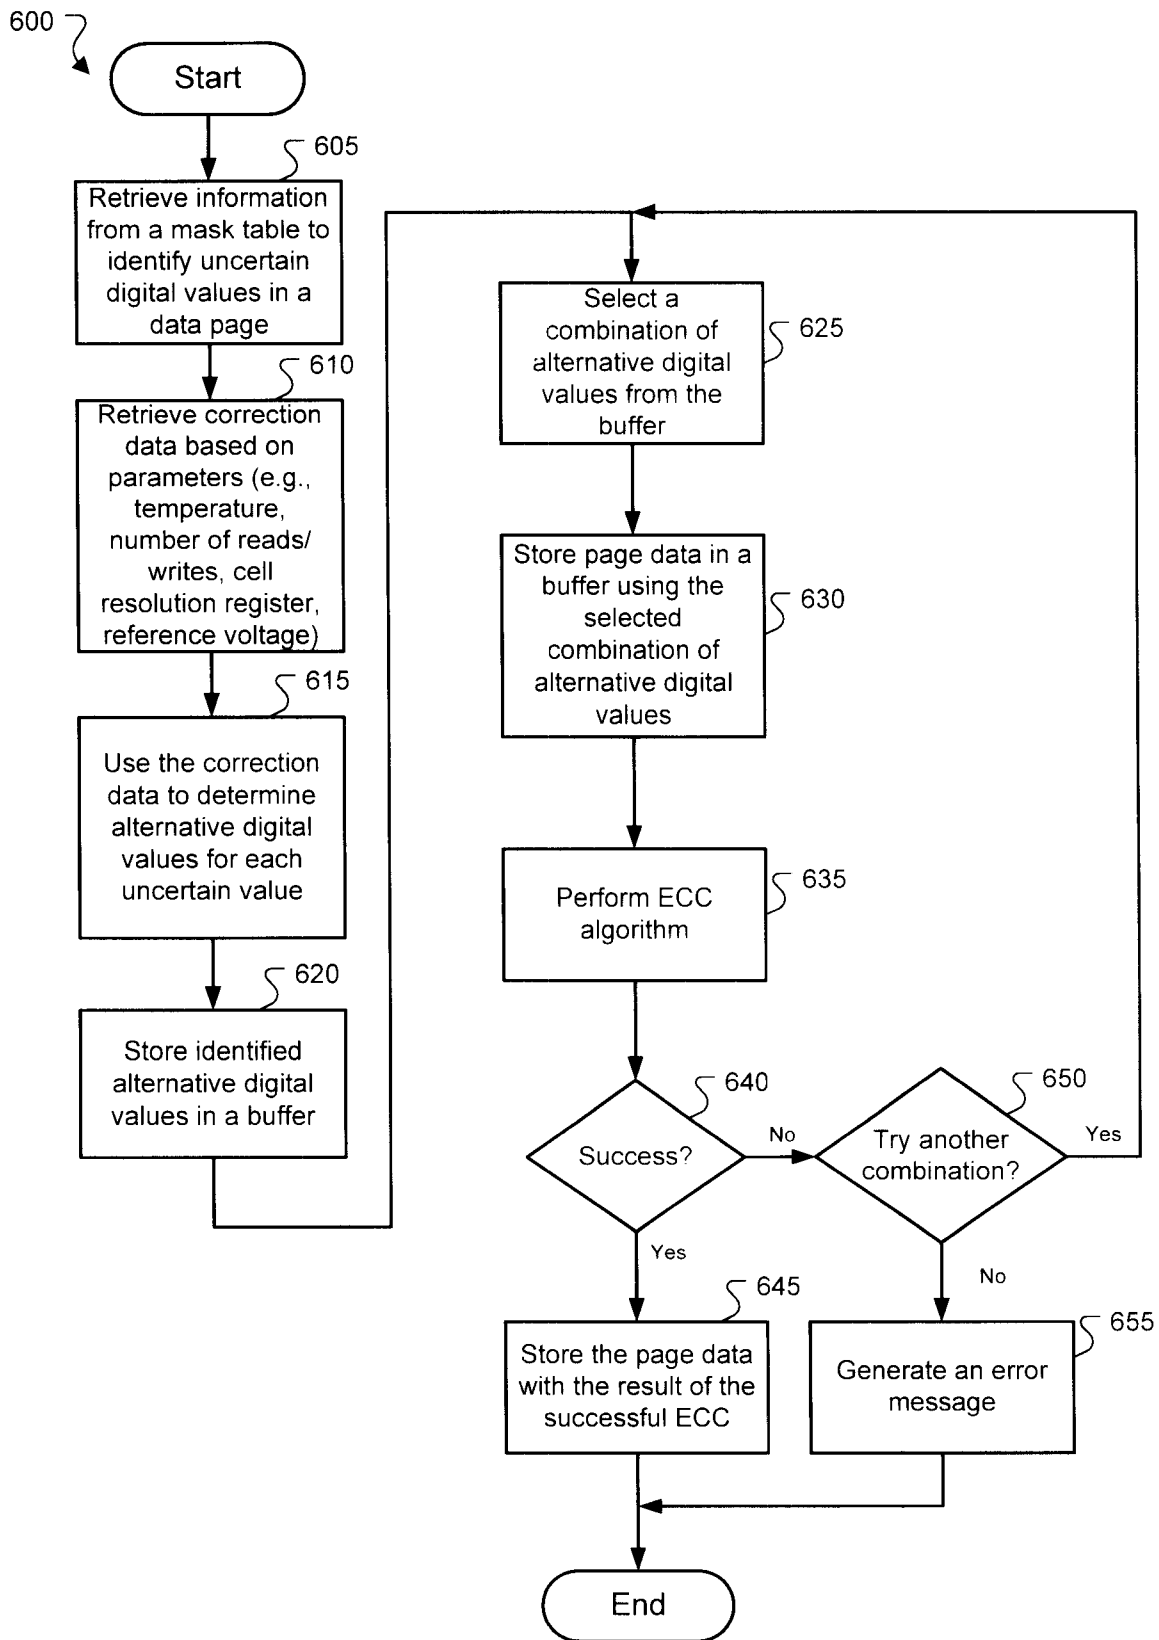 600
Start
605
Retrieve information
from a mask table to
identify uncertain
digital values in a
data page
610
Retrieve correction
data based on
parameters (e.g.,
temperature,
number of reads/
writes, cell
resolution register,
reference voltage)
615
Use the correction
data to determine
alternative digital
values for each
uncertain value
620
Store identified
alternative digital
values in a buffer
625
Select a
combination of
alternative digital
values from the
buffer
630
Store page data in a
buffer using the
selected
combination of
alternative digital
values
635
Perform ECC
algorithm
640
Success?
No
Yes
650
Try another
combination?
Yes
No
645
Store the page data
with the result of the
successful ECC
655
Generate an error
message
End